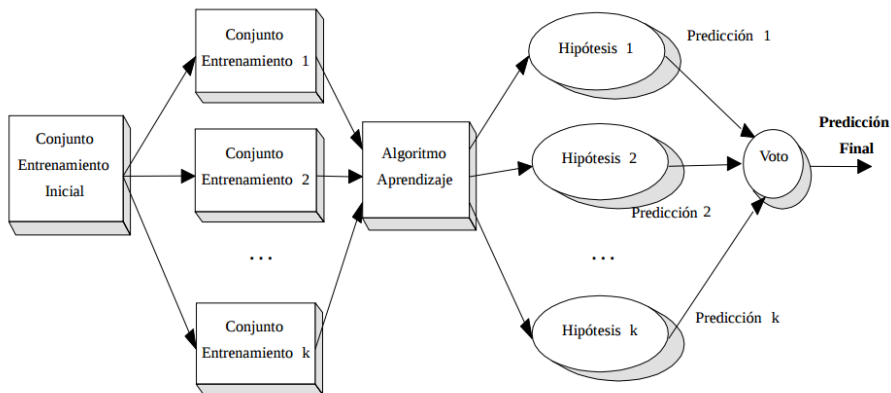 Conjunto
Entrenamiento
Inicial
Conjunto
Entrenamiento 1
Conjunto
Entrenamiento 2
...
Conjunto
Entrenamiento k
Algoritmo
Aprendizaje
Hipótesis 1
Predicción 1
Hipótesis 2
Predicción 2
...
Hipótesis k
Predicción k
Voto
Predicción
Final